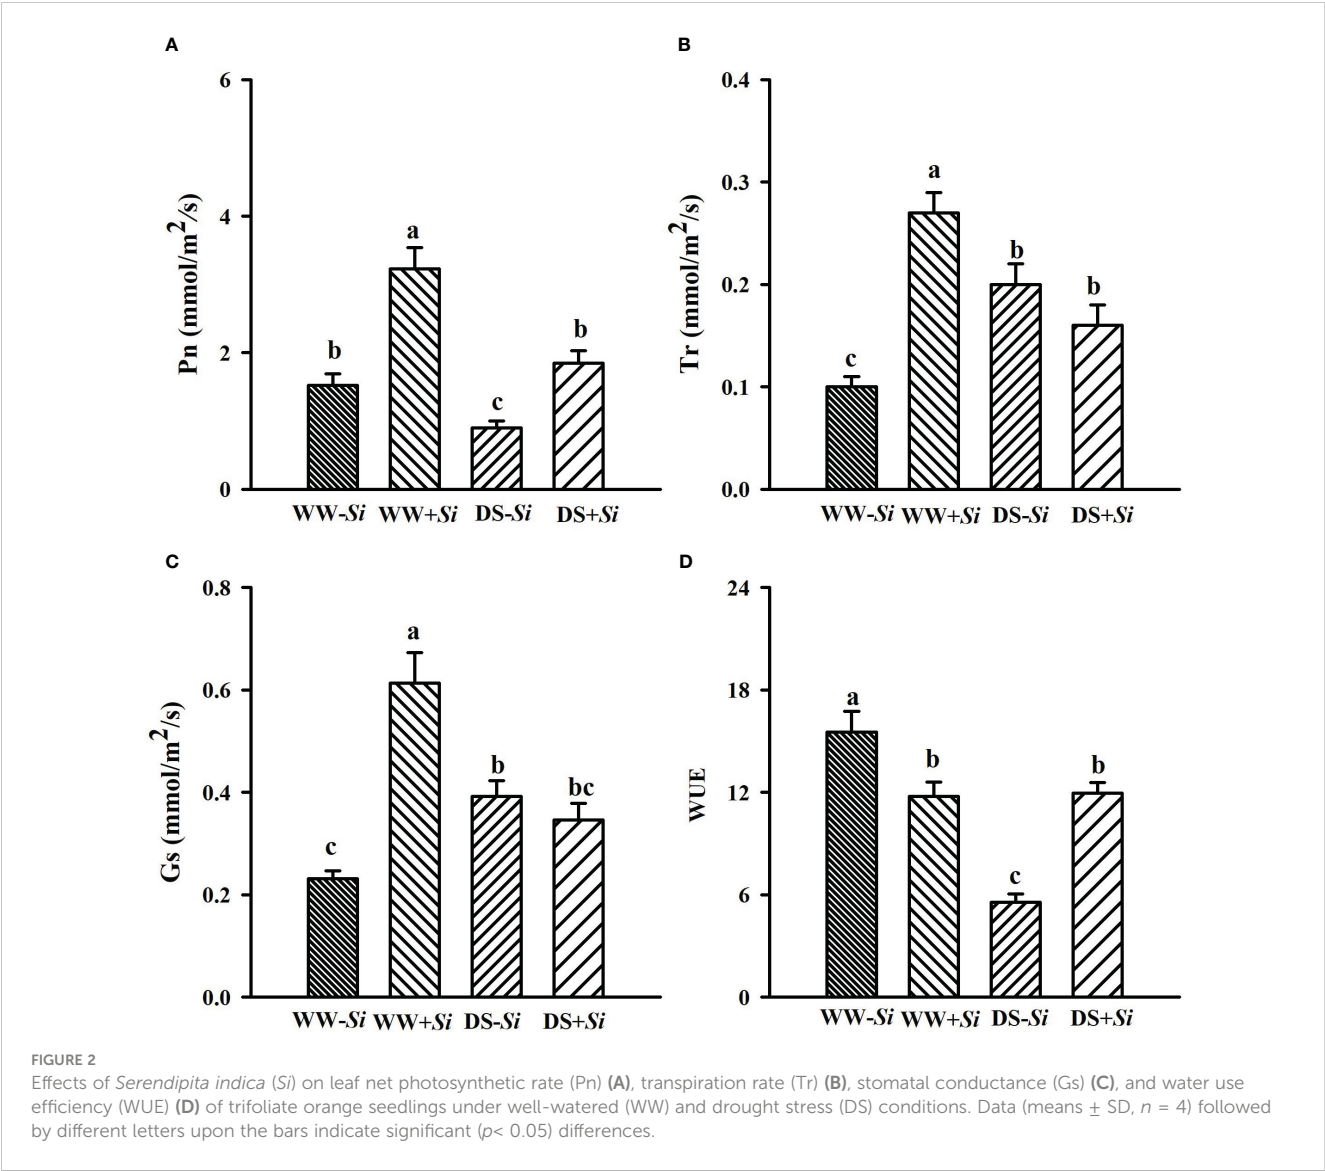 A
6
4
2
0
Pn (mmol/m²/s)
b
a
c
b
WW-Si
WW+Si
DS-Si
DS+Si
B
0.4
0.3
0.2
0.1
0.0
Tr (mmol/m²/s)
c
a
b
b
WW-Si
WW+Si
DS-Si
DS+Si
C
0.8
0.6
0.4
0.2
0.0
Gs (mmol/m²/s)
c
a
b
bc
WW-Si
WW+Si
DS-Si
DS+Si
D
24
18
12
6
0
WUE
a
b
c
b
WW-Si
WW+Si
DS-Si
DS+Si
FIGURE 2
Effects of Serendipita indica (Si) on leaf net photosynthetic rate (Pn) (A), transpiration rate (Tr) (B), stomatal conductance (Gs) (C), and water use
efficiency (WUE) (D) of trifoliate orange seedlings under well-watered (WW) and drought stress (DS) conditions. Data (means ± SD, n = 4) followed
by different letters upon the bars indicate significant (p< 0.05) differences.